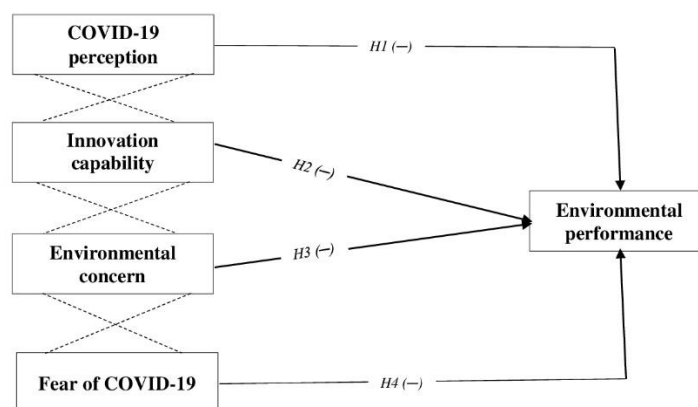 COVID-19
perception
H1 (—)
Innovation
capability
H2 (—)
Environmental
performance
Environmental
concern
H3 (—)
Fear of COVID-19
H4 (—)